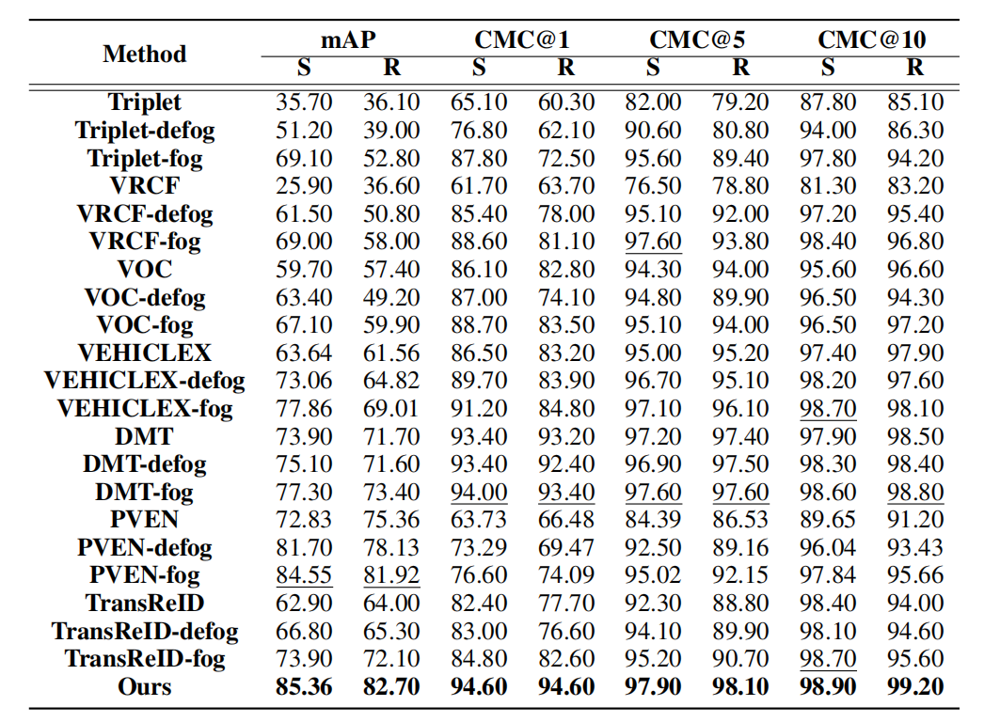 Method mAP CMC@1 CMC@5 CMC@10
S R S R S R S R
Triplet 35.70 36.10 65.10 60.30 82.00 79.20 87.80 85.10
Triplet-defog 51.20 39.00 76.80 62.10 90.60 80.80 94.00 86.30
Triplet-fog 69.10 52.80 87.80 72.50 95.60 89.40 97.80 94.20
VRCF 25.90 36.60 61.70 63.70 76.50 78.80 81.30 83.20
VRCF-defog 61.50 50.80 85.40 78.00 95.10 92.00 97.20 95.40
VRCF-fog 69.00 58.00 88.60 81.10 97.60 93.80 98.40 96.80
VOC 59.70 57.40 86.10 82.80 94.30 94.00 95.60 96.60
VOC-defog 63.40 49.20 87.00 74.10 94.80 89.90 96.50 94.30
VOC-fog 67.10 59.90 88.70 83.50 95.10 94.00 96.50 97.20
VEHICLEX 63.64 61.56 86.50 83.20 95.00 95.20 97.40 97.90
VEHICLEX-defog 73.06 64.82 89.70 83.90 96.70 95.10 98.20 97.60
VEHICLEX-fog 77.86 69.01 91.20 84.80 97.10 96.10 98.70 98.10
DMT 73.90 71.70 93.40 93.20 97.20 97.40 97.90 98.50
DMT-defog 75.10 71.60 93.40 92.40 96.90 97.50 98.30 98.40
DMT-fog 77.30 73.40 94.00 93.40 97.60 97.60 98.60 98.80
PVEN 72.83 75.36 63.73 66.48 84.39 86.53 89.65 91.20
PVEN-defog 81.70 78.13 73.29 69.47 92.50 89.16 96.04 93.43
PVEN-fog 84.55 81.92 76.60 74.09 95.02 92.15 97.84 95.66
TransReID 62.90 64.00 82.40 77.70 92.30 88.80 98.40 94.00
TransReID-defog 66.80 65.30 83.00 76.60 94.10 89.90 98.10 94.60
TransReID-fog 73.90 72.10 84.80 82.60 95.20 90.70 98.70 95.60
Ours 85.36 82.70 94.60 94.60 97.90 98.10 98.90 99.20